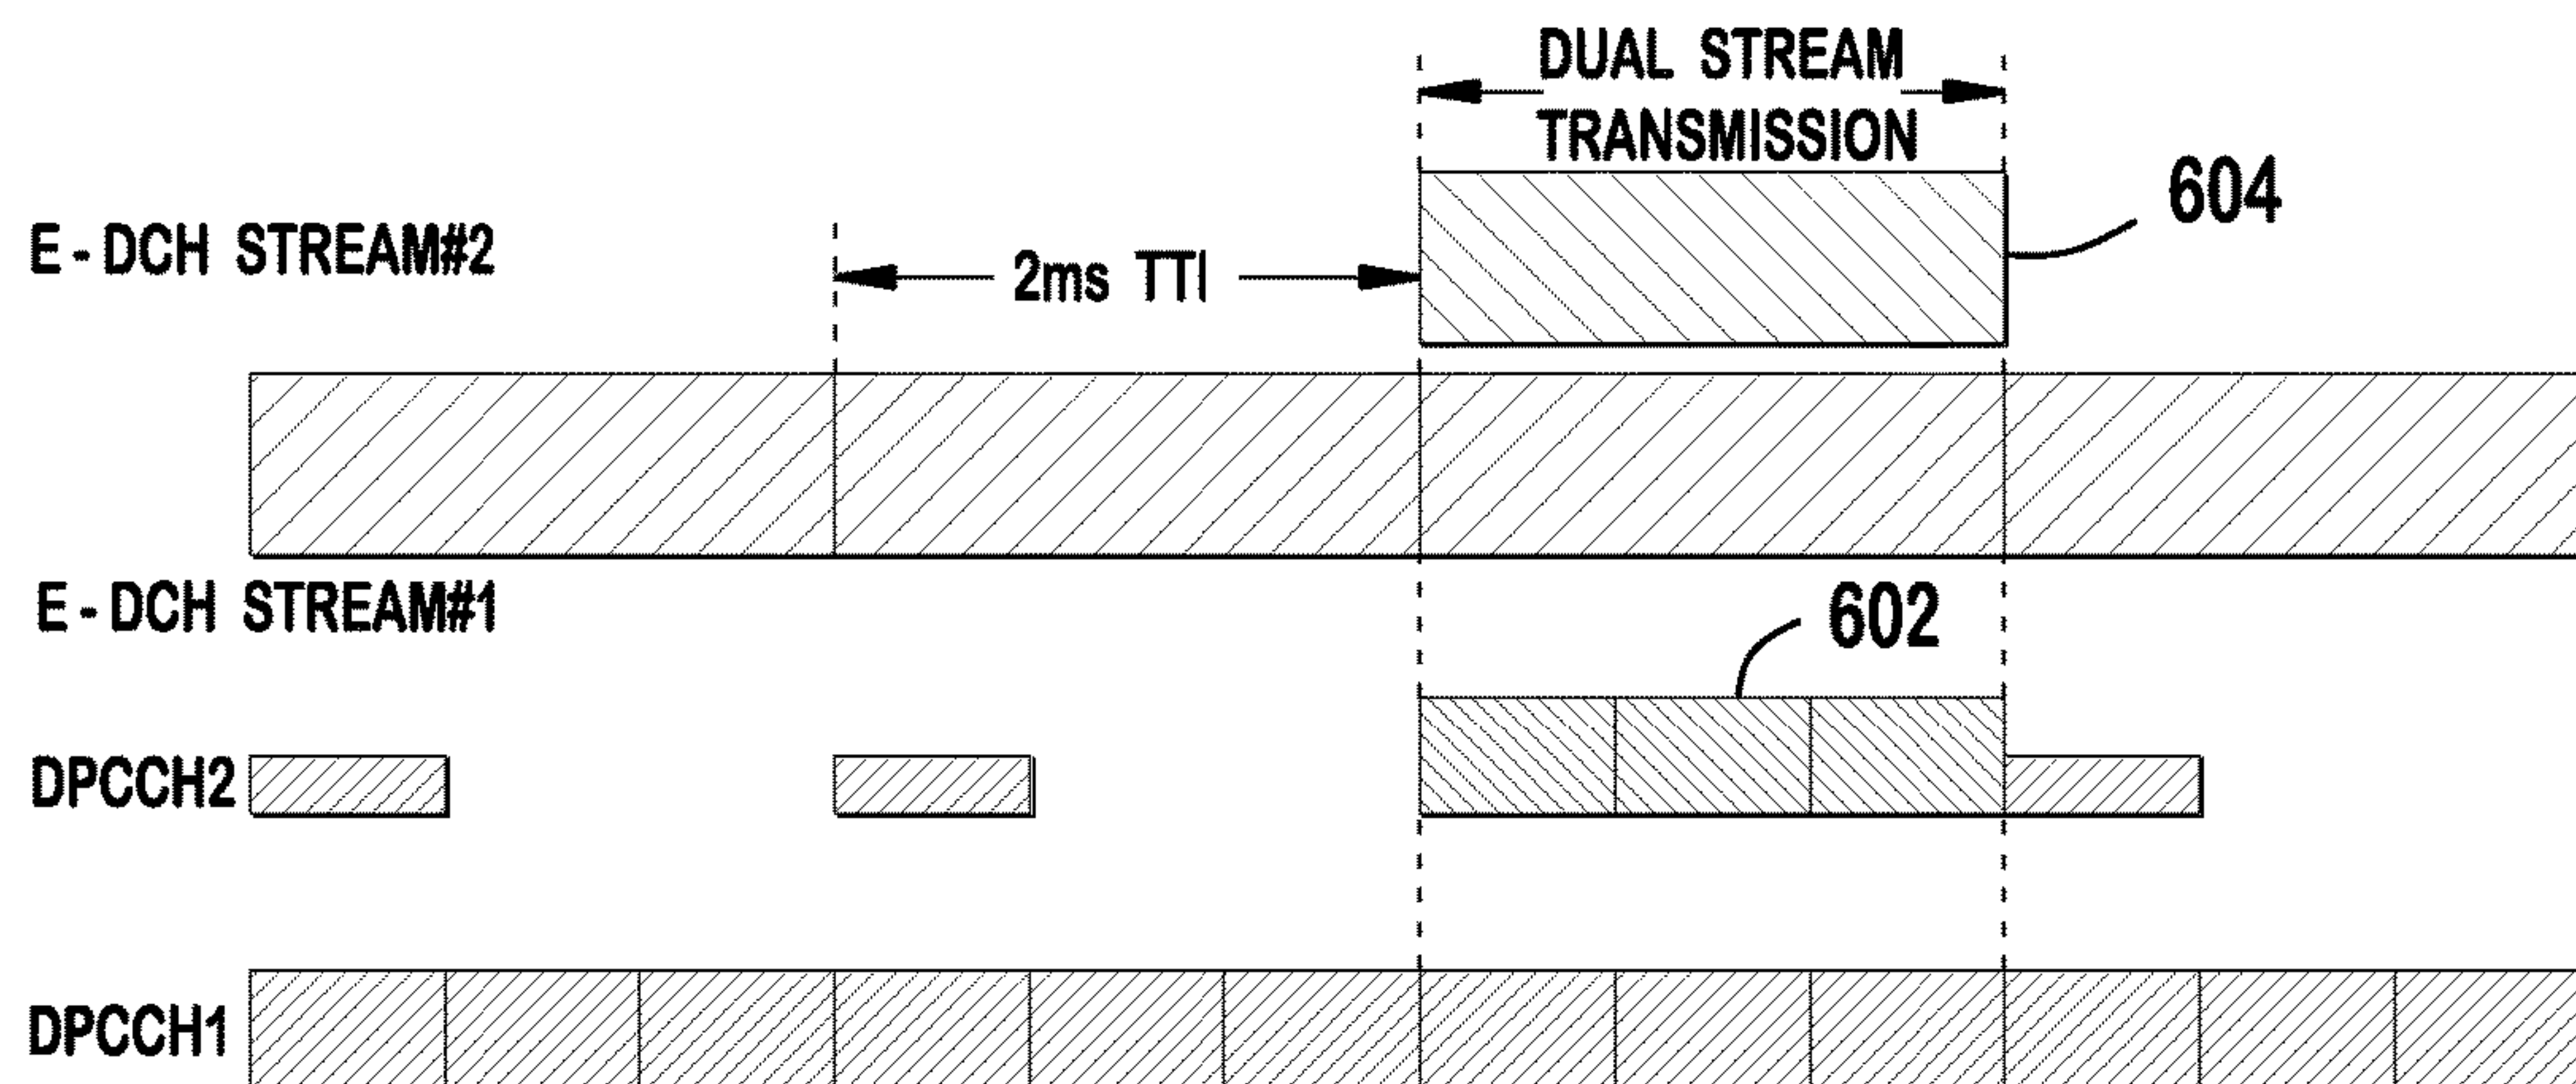 DUAL STREAM
TRANSMISSION
604
E - DCH STREAM#2
2ms TTI
E - DCH STREAM#1
602
DPCCH2
DPCCH1